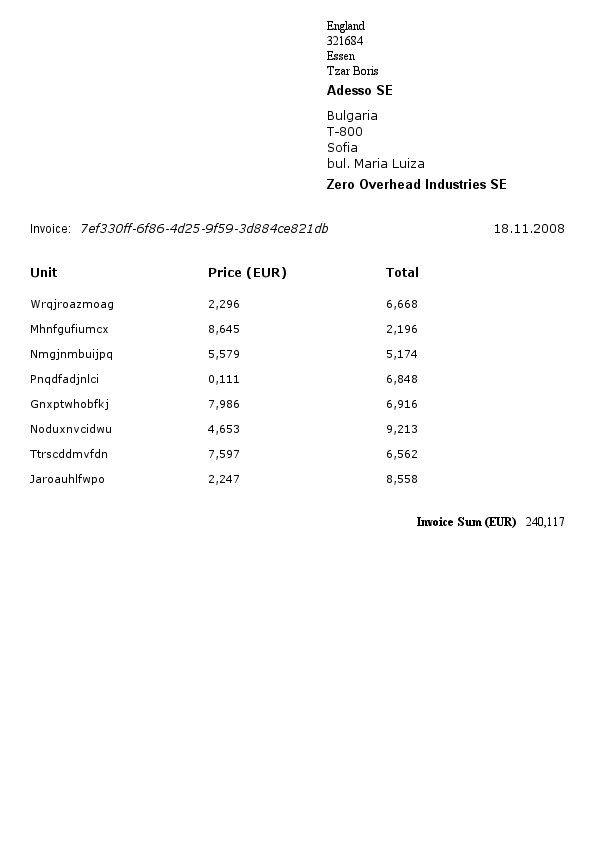 England
321684
Essen
Tzar Boris
Adesso SE
Bulgaria
T-800
Sofia
bul. Maria Luiza
Zero Overhead Industries SE
Invoice: 7ef330ff-6f86-4d25-9f59-3d884ce821db 18.11.2008
Unit Price (EUR) Total
Wrqjroazmoag 2,296 6,668
Mhnfgufiumcx 8,645 2,196
Nmgjnmbuijpq 5,579 5,174
Pnqdfadjnlci 0,111 6,848
Gnxptwhobfkj 7,986 6,916
Noduxnvcidwu 4,653 9,213
Ttrscddmvfdn 7,597 6,562
Jaroauhlfwpo 2,247 8,558
Invoice Sum (EUR) 240,117